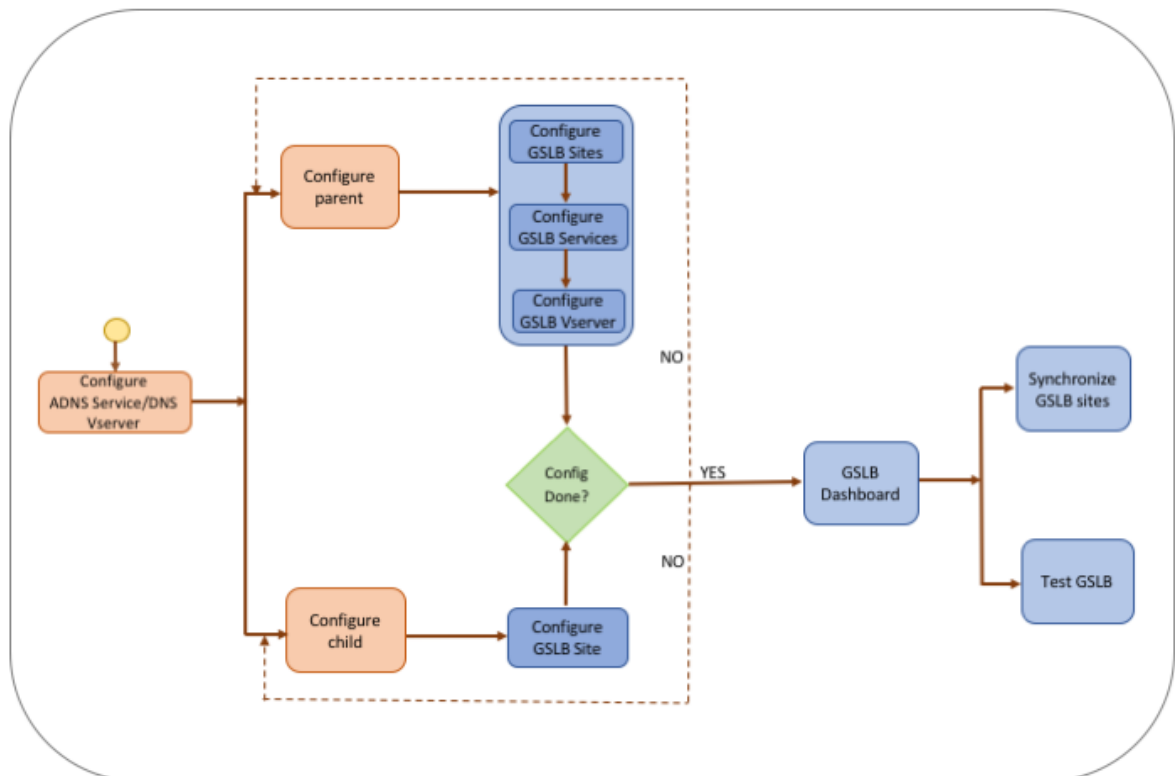 Configure
GSLB Sites
Configure
parent
Configure
GSLB Services
Configure
GSLB Vserver
Configure
ADNS Service/DNS
Vserver
NO
Synchronize
GSLB sites
Config
Done?
YES
GSLB
Dashboard
NO
Test GSLB
Configure
child
Configure
GSLB Site